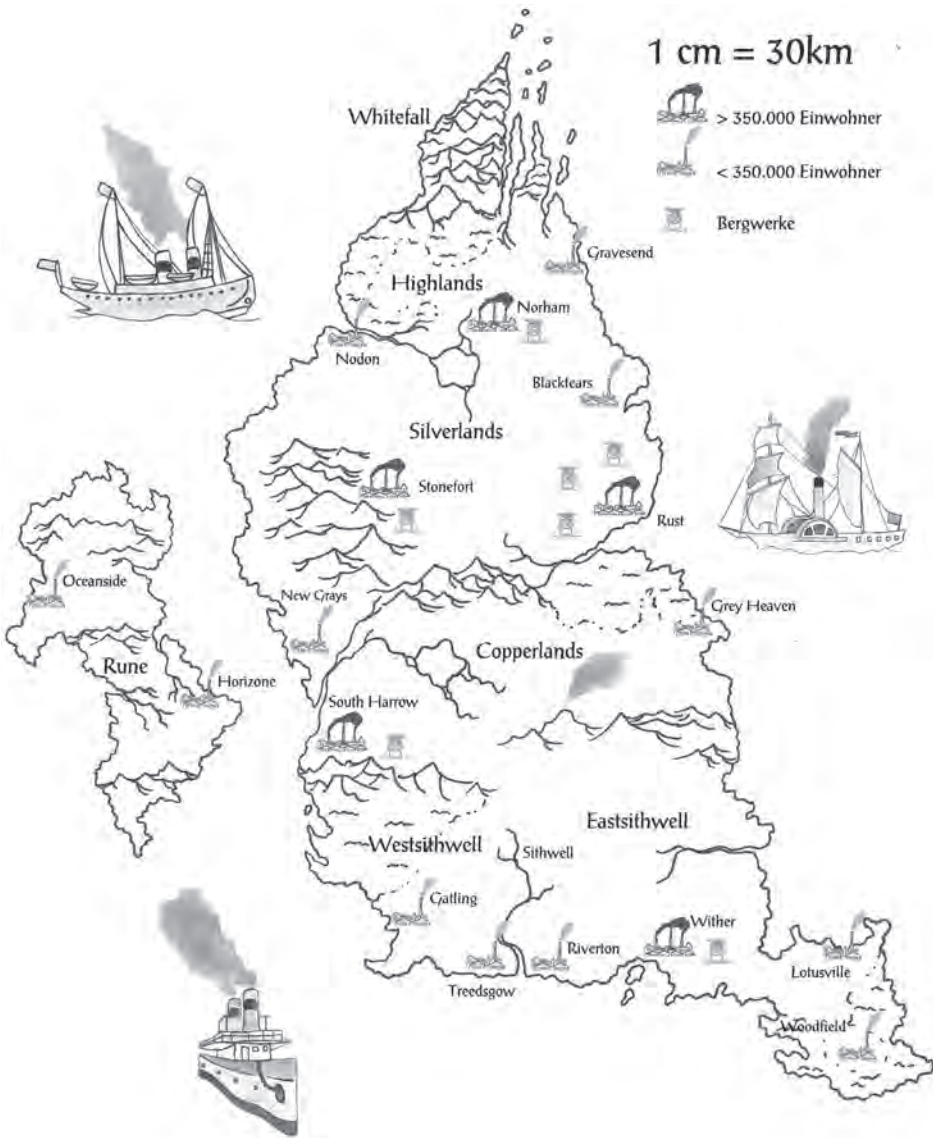 1 cm = 30km
> 350.000 Einwohner
< 350.000 Einwohner
Bergwerke
Whitefall
Gravesend
Highlands
Norham
Nodon
Blacktears
Silverlands
Stonefort
Rust
Oceanside
New Grays
Grey Heaven
Copperlands
Rune
Horizone
South Harrow
Eastsithwell
Westsithwell
Sithwell
Gatling
Wither
Riverton
Lotusville
Treedsgow
Woodfield